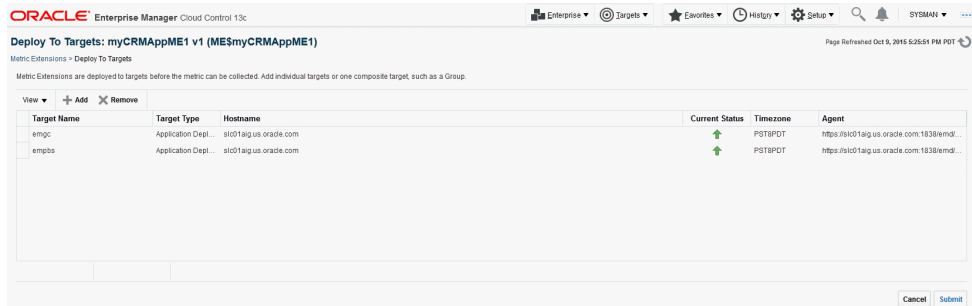 ORACLE Enterprise Manager Cloud Control 13c
Enterprise Targets Favorites History Setup SYSMAN
Deploy To Targets: myCRMAppME1 v1 (ME$myCRMAppME1)
Page Refreshed Oct 9, 2015 5:25:51 PM PDT
Metric Extensions > Deploy To Targets
Metric Extensions are deployed to targets before the metric can be collected. Add individual targets or one composite target, such as a Group.
View Add Remove
Target Name Target Type Hostname Current Status Timezone Agent
emgc Application Depl... slc01aig.us.oracle.com PST8PDT https://slc01aig.us.oracle.com:1838/emd/...
empbs Application Depl... slc01aig.us.oracle.com PST8PDT https://slc01aig.us.oracle.com:1838/emd/...
Cancel Submit